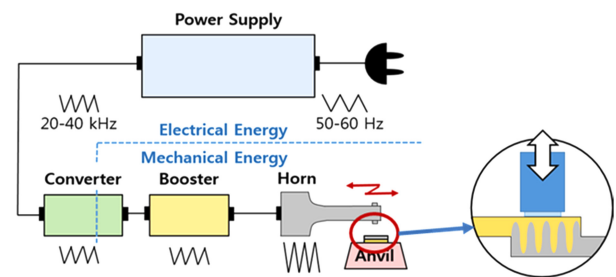 Power Supply
20-40 kHz
50-60 Hz
Electrical Energy
Mechanical Energy
Converter
Booster
Horn
Anvil